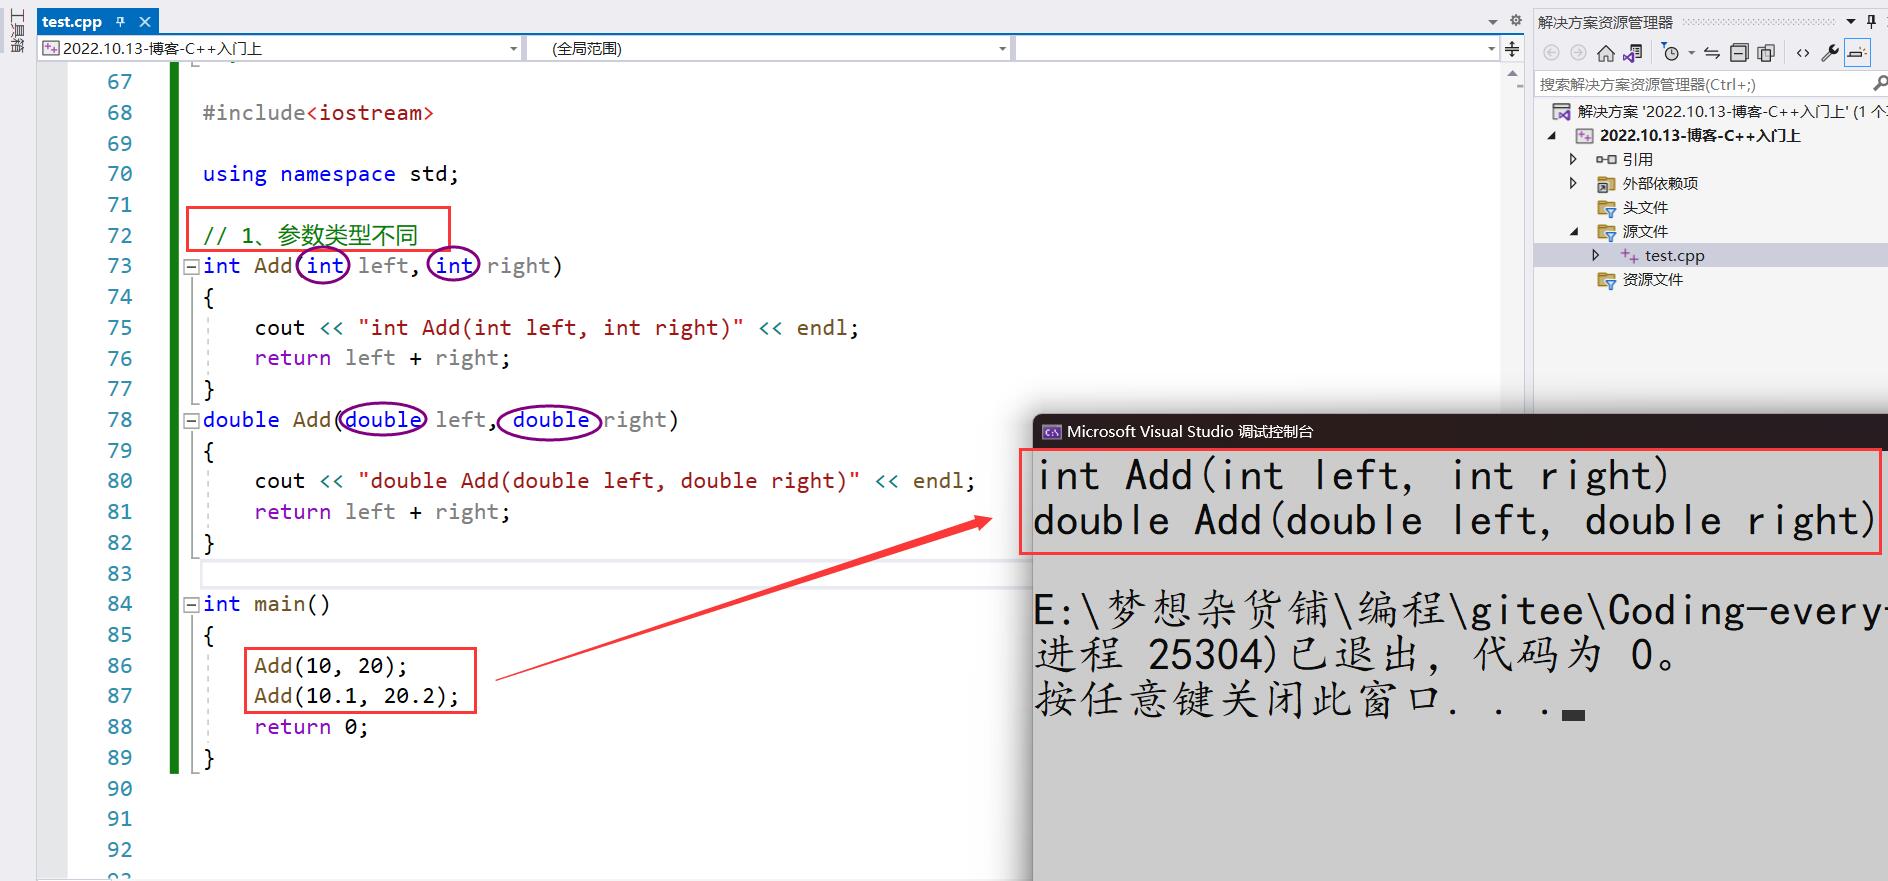 工具箱
test.cpp
2022.10.13-博客-C++入门上
(全局范围)
67
68 #include<iostream>
69
70 using namespace std;
71
72 // 1、参数类型不同
73 int Add(int left, int right)
74 {
75 cout << "int Add(int left, int right)" << endl;
76 return left + right;
77 }
78 double Add(double left, double right)
79 {
80 cout << "double Add(double left, double right)" << endl;
81 return left + right;
82 }
83
84 int main()
85 {
86 Add(10, 20);
87 Add(10.1, 20.2);
88 return 0;
89 }
90
91
92
Microsoft Visual Studio 调试控制台
int Add(int left, int right)
double Add(double left, double right)
E:\梦想杂货铺\编程\gitee\Coding-every-
进程 25304)已退出，代码为 0。
按任意键关闭此窗口. . .
解决方案资源管理器
搜索解决方案资源管理器(Ctrl+;)
解决方案 '2022.10.13-博客-C++入门上' (1 个
2022.10.13-博客-C++入门上
引用
外部依赖项
头文件
源文件
test.cpp
资源文件